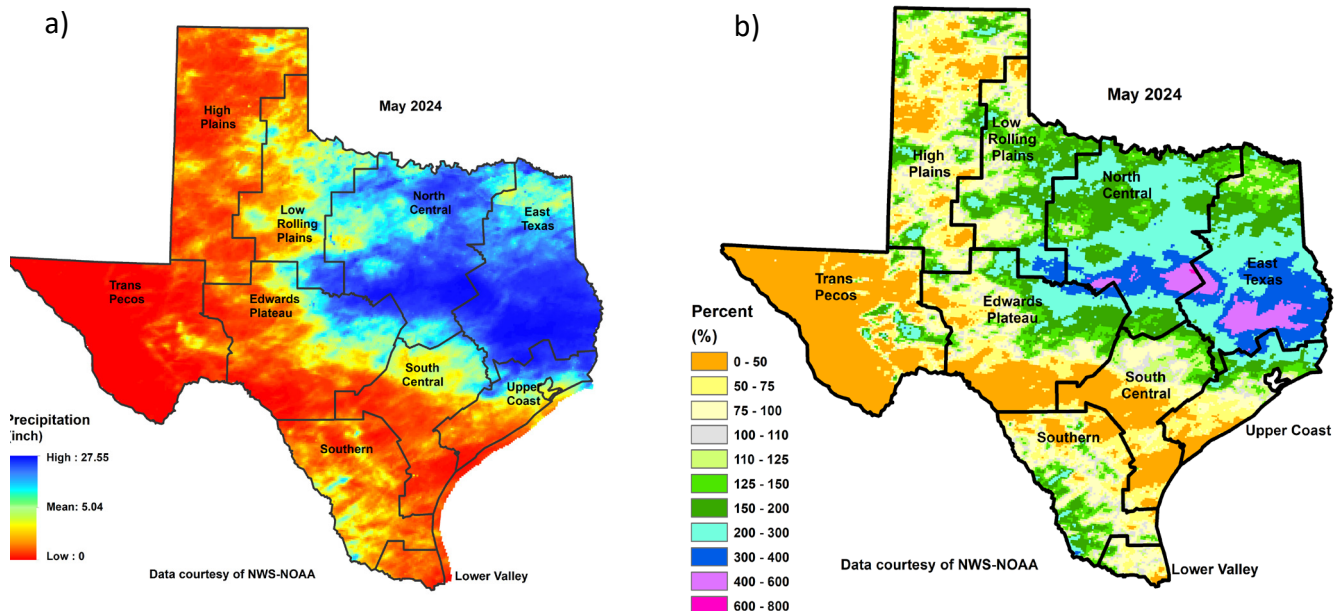 a)
May 2024
High
Plains
Low
Rolling
Plains
North
Central
East
Texas
Trans
Pecos
Edwards
Plateau
South
Central
Upper
Coast
Southern
Lower Valley
Precipitation
(inch)
High : 27.55
Mean: 5.04
Low : 0
Data courtesy of NWS-NOAA
b)
May 2024
High
Plains
Low
Rolling
Plains
North
Central
East
Texas
Trans
Pecos
Edwards
Plateau
South
Central
Upper Coast
Southern
Lower Valley
Percent
(%)
0 - 50
50 - 75
75 - 100
100 - 110
110 - 125
125 - 150
150 - 200
200 - 300
300 - 400
400 - 600
600 - 800
Data courtesy of NWS-NOAA